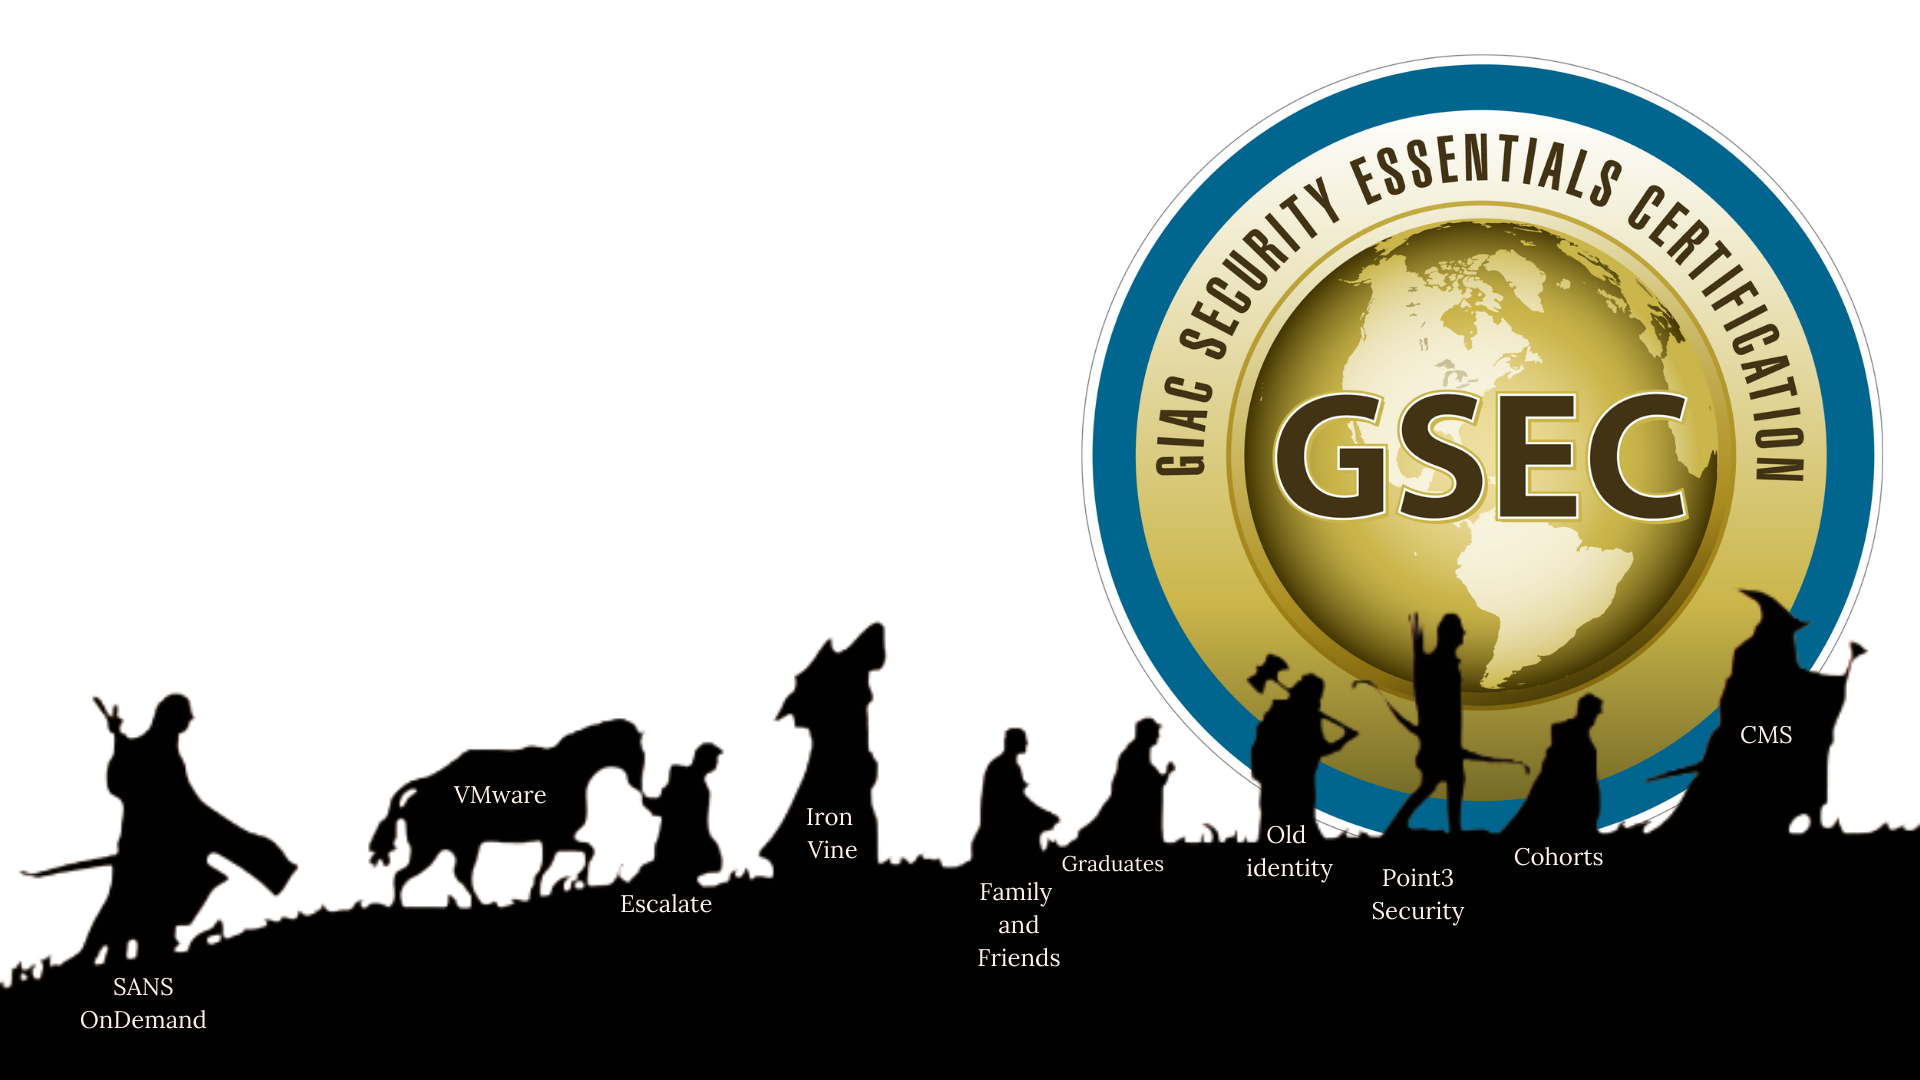 GIAC SECURITY ESSENTIALS CERTIFICATION
GSEC
SANS
OnDemand
VMware
Escalate
Iron
Vine
Family
and
Friends
Graduates
Old
identity
Point3
Security
Cohorts
CMS